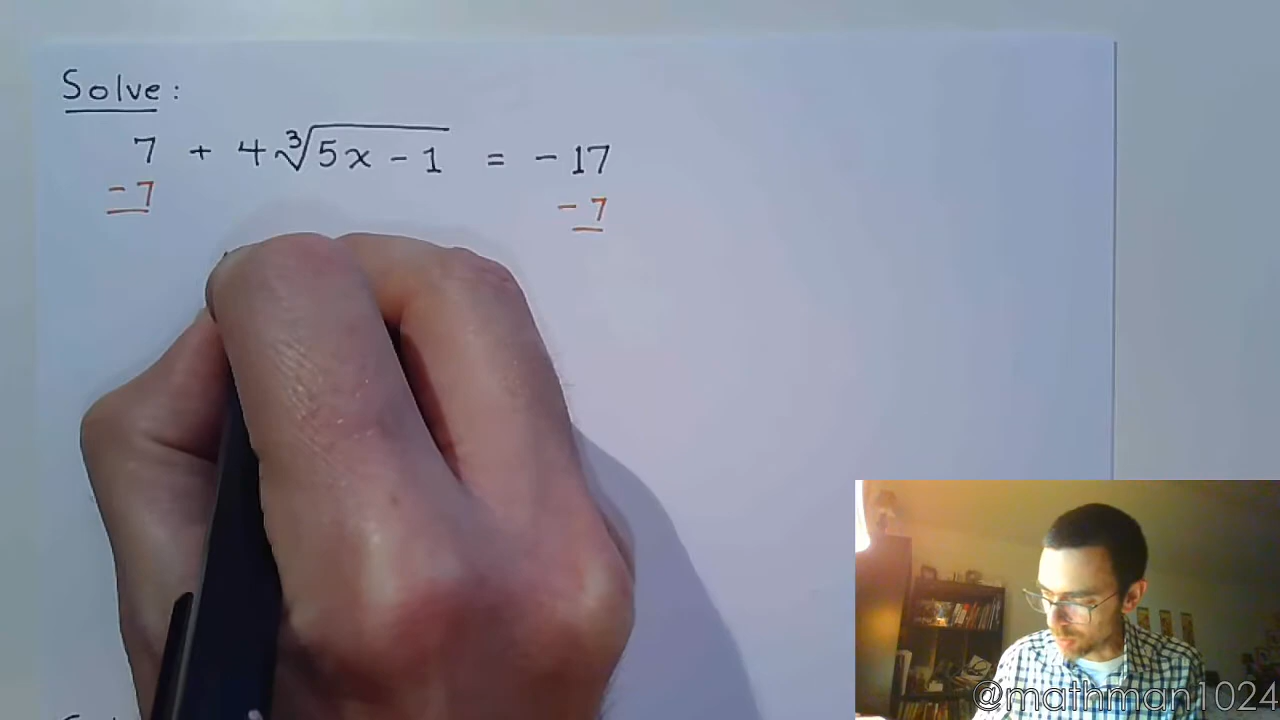 Solve:
7 + 4∛(5x - 1) = -17
-7 -7
@mathman1024